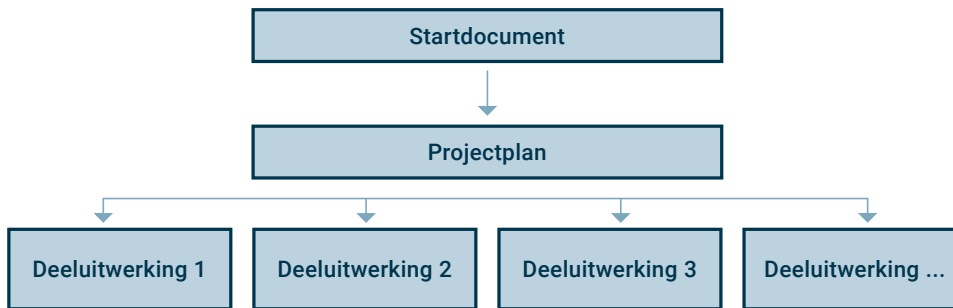 Startdocument
Projectplan
Deeluitwerking 1
Deeluitwerking 2
Deeluitwerking 3
Deeluitwerking ...